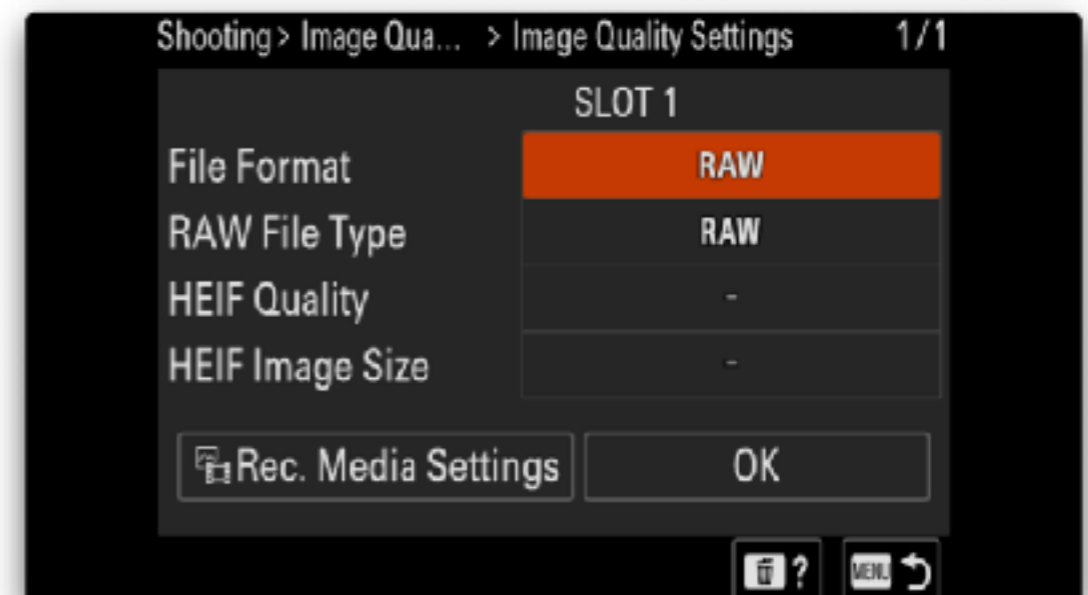 Shooting > Image Qua... > Image Quality Settings 1/1
SLOT 1
File Format RAW
RAW File Type RAW
HEIF Quality -
HEIF Image Size -
Rec. Media Settings OK
? MENU